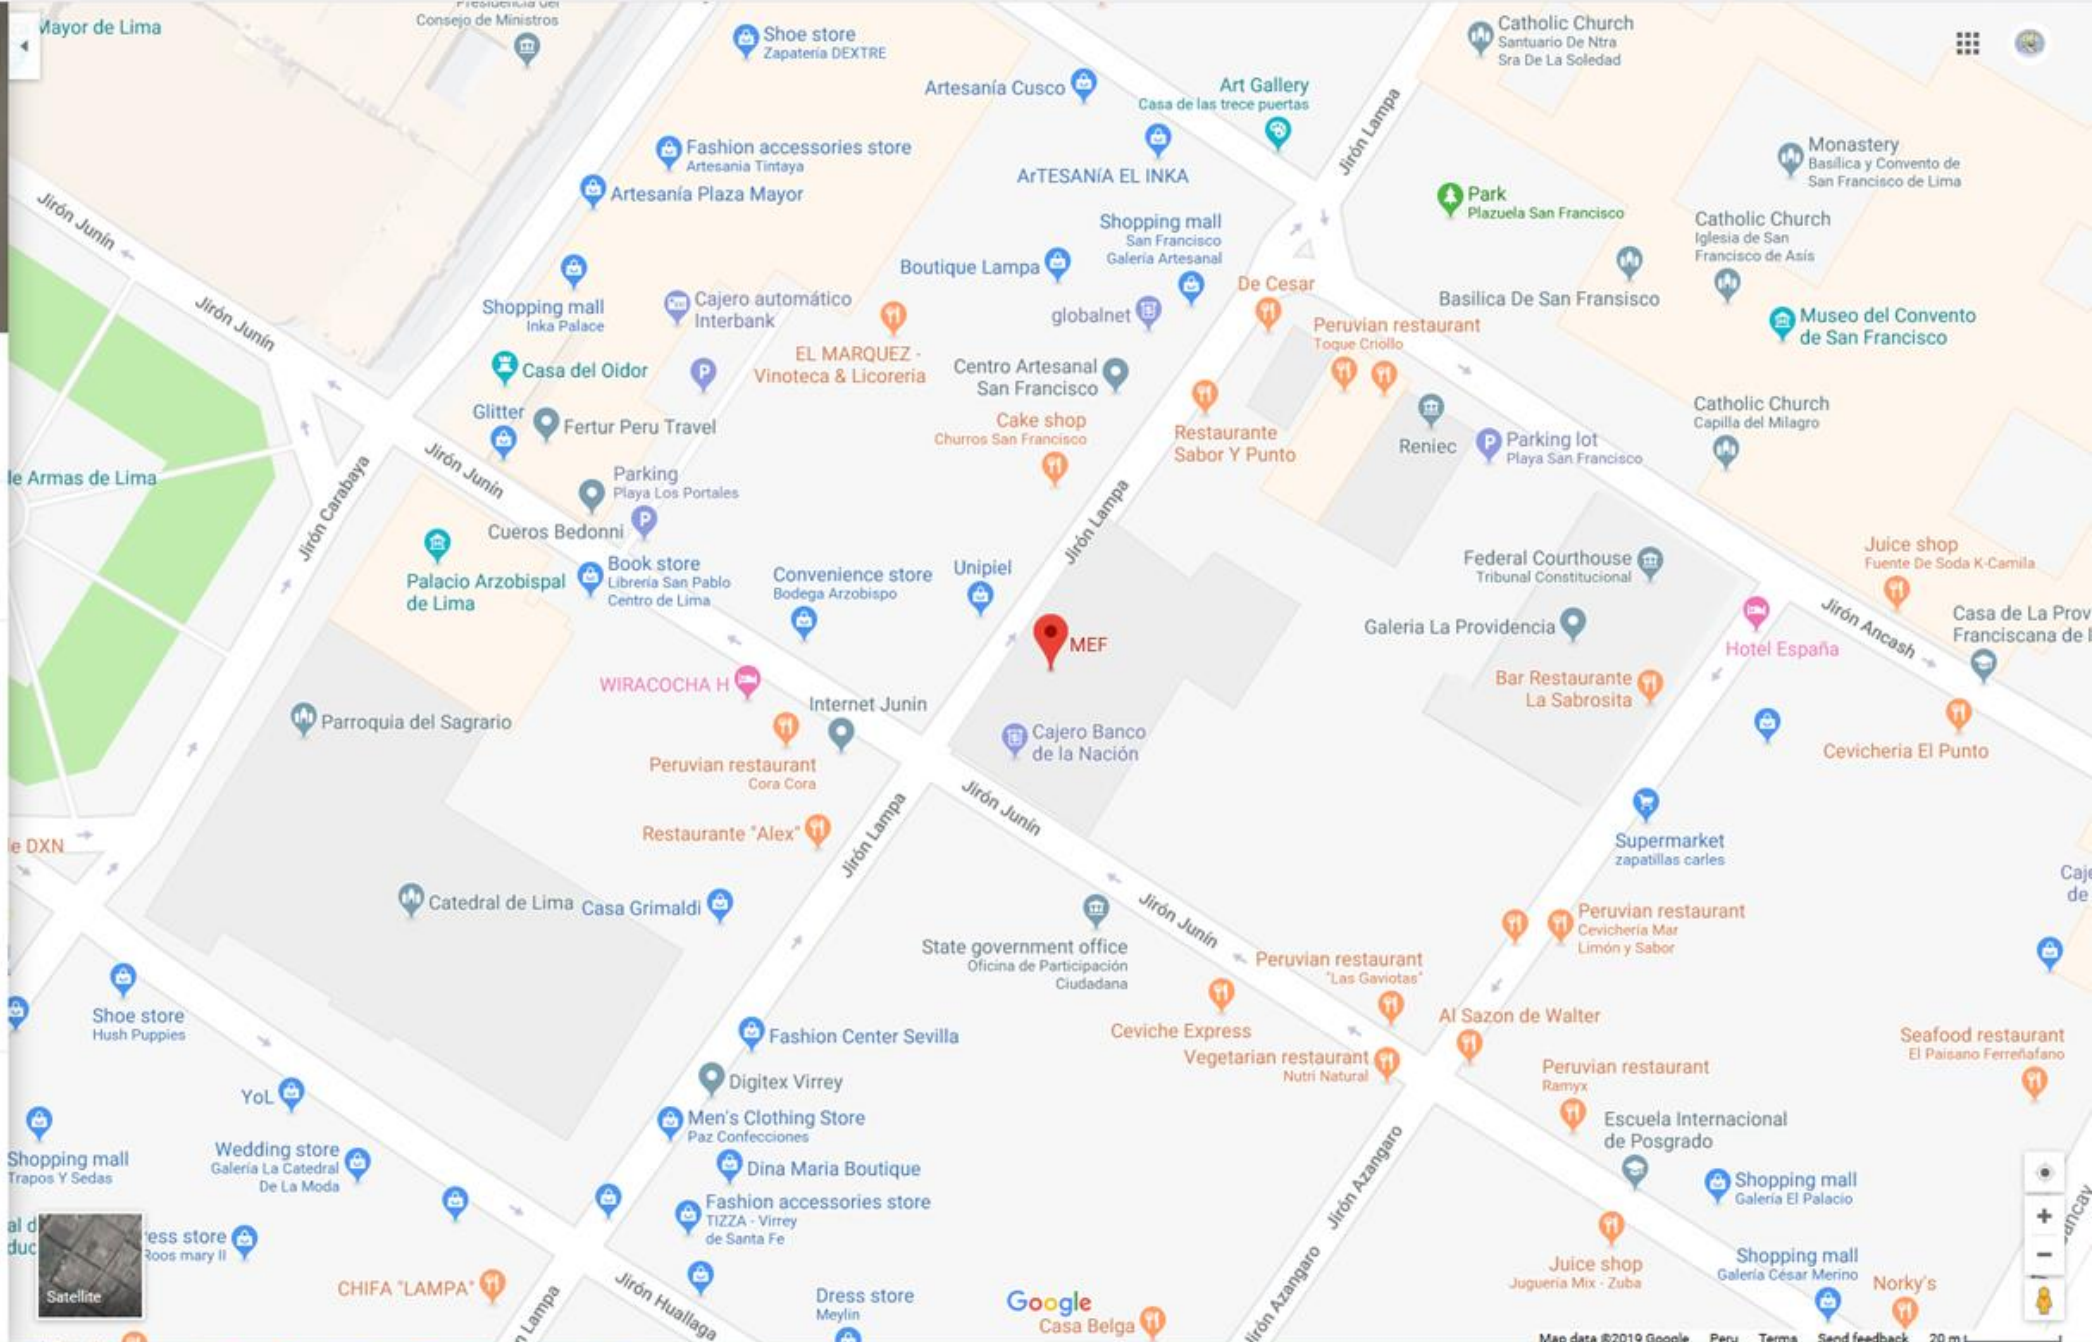 Mayor de Lima
Presidencia del
Consejo de Ministros
Shoe store
Zapatería DEXTRE
Artesanía Cusco
Art Gallery
Casa de las trece puertas
Catholic Church
Santuario De Ntra
Sra De La Soledad
Jirón Lampa
Fashion accessories store
Artesania Tintaya
Artesanía Plaza Mayor
ArTESANíA EL INKA
Monastery
Basílica y Convento de
San Francisco de Lima
Park
Plazuela San Francisco
Catholic Church
Iglesia de San
Francisco de Asís
Jirón Junín
Shopping mall
San Francisco
Galería Artesanal
Boutique Lampa
De Cesar
Basilica De San Fransisco
Jirón Junín
Shopping mall
Inka Palace
Cajero automático
Interbank
globalnet
Peruvian restaurant
Toque Criollo
Museo del Convento
de San Francisco
EL MARQUEZ -
Vinoteca & Licoreria
Centro Artesanal
San Francisco
Casa del Oidor
P
Glitter
Fertur Peru Travel
Cake shop
Churros San Francisco
Restaurante
Sabor Y Punto
Reniec
P
Parking lot
Playa San Francisco
Catholic Church
Capilla del Milagro
le Armas de Lima
Jirón Carabaya
Jirón Junín
Parking
Playa Los Portales
P
Cueros Bedonni
Jirón Lampa
Palacio Arzobispal
de Lima
Book store
Librería San Pablo
Centro de Lima
Convenience store
Bodega Arzobispo
Unipiel
Federal Courthouse
Tribunal Constitucional
Juice shop
Fuente De Soda K-Camila
Galeria La Providencia
Jirón Ancash
Casa de La Prov
Franciscana de l
MEF
Hotel España
WIRACOCHA H
Bar Restaurante
La Sabrosita
Internet Junin
Parroquia del Sagrario
Cajero Banco
de la Nación
Cevicheria El Punto
Peruvian restaurant
Cora Cora
Jirón Junín
Restaurante "Alex"
Jirón Lampa
le DXN
Supermarket
zapatillas carles
Caje
de
Catedral de Lima
Casa Grimaldi
Jirón Junín
State government office
Oficina de Participación
Ciudadana
Peruvian restaurant
"Las Gaviotas"
Peruvian restaurant
Cevichería Mar
Limón y Sabor
Shoe store
Hush Puppies
Fashion Center Sevilla
Ceviche Express
Al Sazon de Walter
Seafood restaurant
El Paisano Ferreñafano
Vegetarian restaurant
Nutri Natural
Digitex Virrey
Peruvian restaurant
Ramyx
YoL
Men's Clothing Store
Paz Confecciones
Escuela Internacional
de Posgrado
Shopping mall
Trapos Y Sedas
Wedding store
Galería La Catedral
De La Moda
Dina Maria Boutique
Jirón Azangaro
Shopping mall
Galería El Palacio
Fashion accessories store
TIZZA - Virrey
de Santa Fe
ancay
al d
duc
ess store
Roos mary II
Satellite
CHIFA "LAMPA"
n Lampa
Jirón Huallaga
Dress store
Meylin
Google
Casa Belga
Jirón Azangaro
Juice shop
Juguería Mix - Zuba
Shopping mall
Galería César Merino
Norky's
Map data ©2019 Google Peru Terms Send feedback 20 m